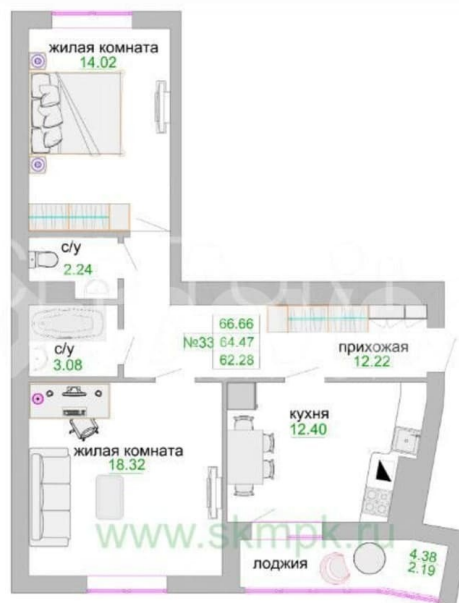 жилая комната
14.02
с/у
2.24
66.66
№33 64.47
62.28
прихожая
12.22
с/у
3.08
кухня
12.40
жилая комната
18.32
www.skmpk.ru
лоджия
4.38
2.19